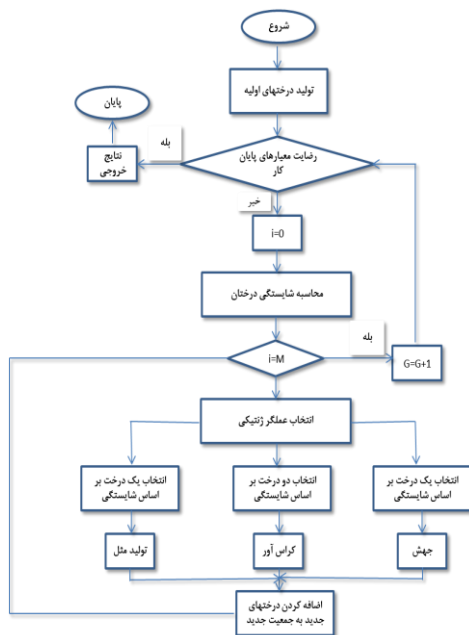 شروع
تولید درختهای اولیه
پایان
بله
نتایج
خروجی
رضایت معیارهای پایان
کار
خیر
i=0
محاسبه شایستگی درختان
بله
i=M
G=G+1
انتخاب عملگر ژنتیکی
انتخاب یک درخت بر
اساس شایستگی
انتخاب دو درخت بر
اساس شایستگی
انتخاب یک درخت بر
اساس شایستگی
تولید مثل
کراس آور
جهش
اضافه کردن درختهای
جدید به جمعیت جدید